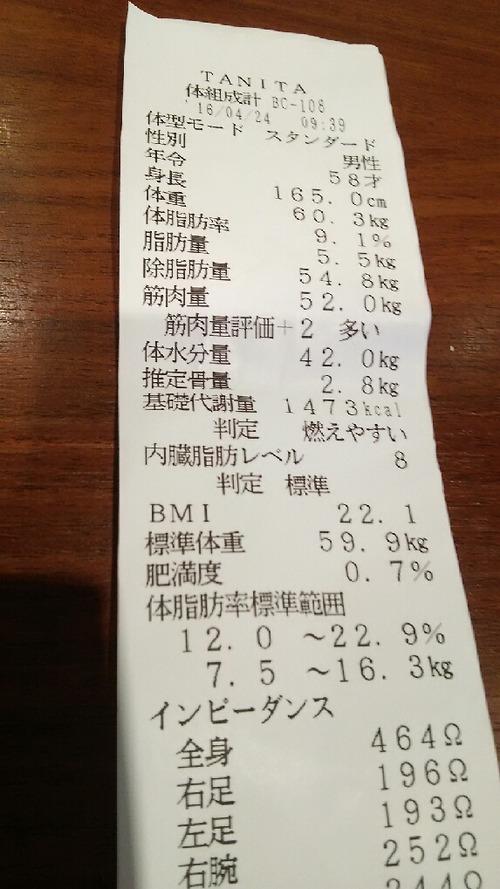 TANITA
体組成計 BC-108
'16/04/24 09:39
体型モード スタンダード
性別 男性
年令 58才
身長 165.0cm
体重 60.3kg
体脂肪率 9.1%
脂肪量 5.5kg
除脂肪量 54.8kg
筋肉量 52.0kg
筋肉量評価+2 多い
体水分量 42.0kg
推定骨量 2.8kg
基礎代謝量 1473kcal
判定 燃えやすい
内臓脂肪レベル 8
判定 標準
BMI 22.1
標準体重 59.9kg
肥満度 0.7%
体脂肪率標準範囲
12.0 ~22.9%
7.5 ~16.3kg
インピーダンス
全身 464Ω
右足 196Ω
左足 193Ω
右腕 252Ω